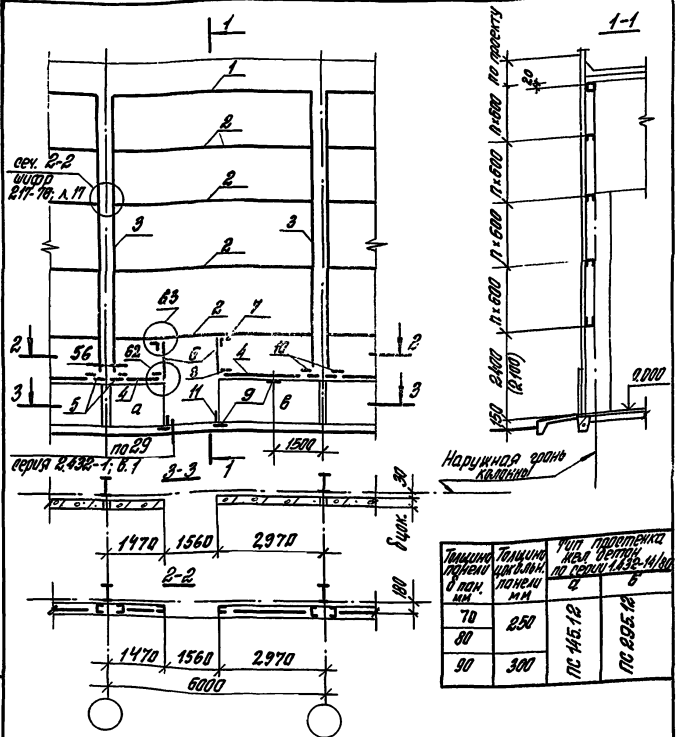 1
1-1
1
2
сеч. 2-2
шифр
217-78; л. 17
2
3
3
2
63
2
7
2
2
56
62
6
10
8
4
3
3
5
4
а
11
9
в
по 29
1500
серия 2.432-1; в. 1
1
по проекту
20
n×600
n×600
n×600
n×600
2400
(2100)
150
0.000
Наружная грань
колонны
3-3
30
δ цок.
1470
1560
2970
2-2
180
1470
1560
2970
6000
Толщина
панели
δ пан.
мм
Толщина
цокольн.
панели
мм
Тип простенка
жел. бетон
по серии 1.432-14/80
а
б
70
80
250
90
300
ПС 145.12
ПС 295.12